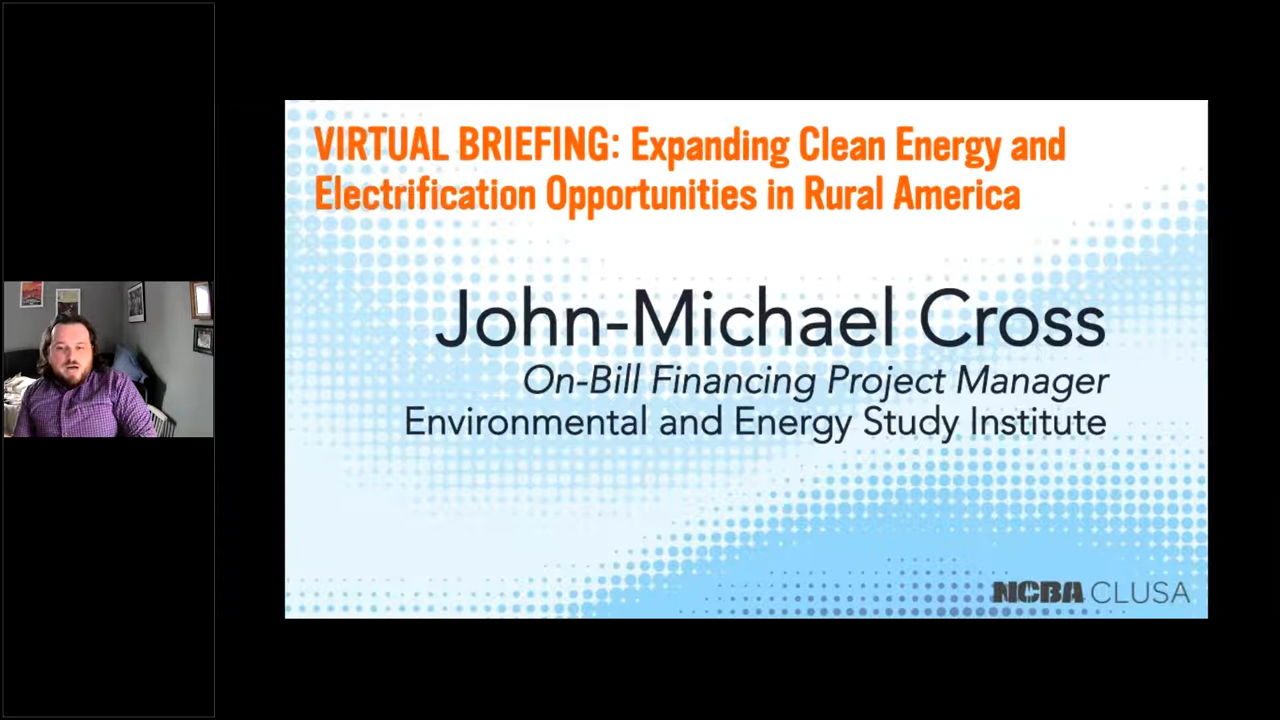 VIRTUAL BRIEFING: Expanding Clean Energy and
Electrification Opportunities in Rural America
John-Michael Cross
On-Bill Financing Project Manager
Environmental and Energy Study Institute
NCBA CLUSA